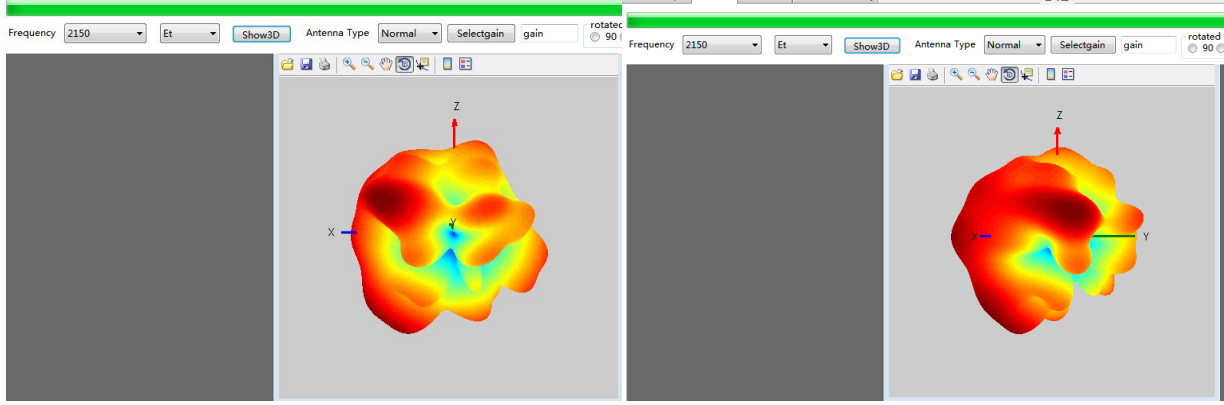 Frequency 2150 Et Show3D Antenna Type Normal Selectgain gain
rotated
90
Z
X
Y
Frequency 2150 Et Show3D Antenna Type Normal Selectgain gain
rotated
90
Z
X
Y